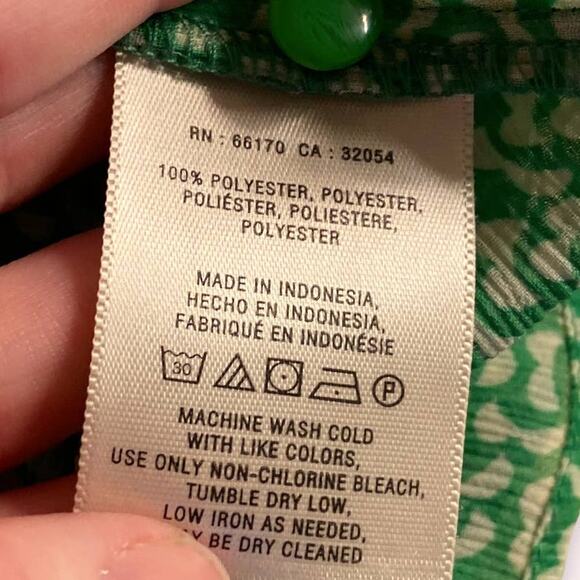 RN : 66170 CA : 32054
100% POLYESTER, POLYESTER,
POLIÉSTER, POLIESTERE,
POLYESTER
MADE IN INDONESIA,
HECHO EN INDONESIA,
FABRIQUÉ EN INDONÉSIE
30 P
MACHINE WASH COLD
WITH LIKE COLORS,
USE ONLY NON-CHLORINE BLEACH,
TUMBLE DRY LOW,
LOW IRON AS NEEDED,
BE DRY CLEANED